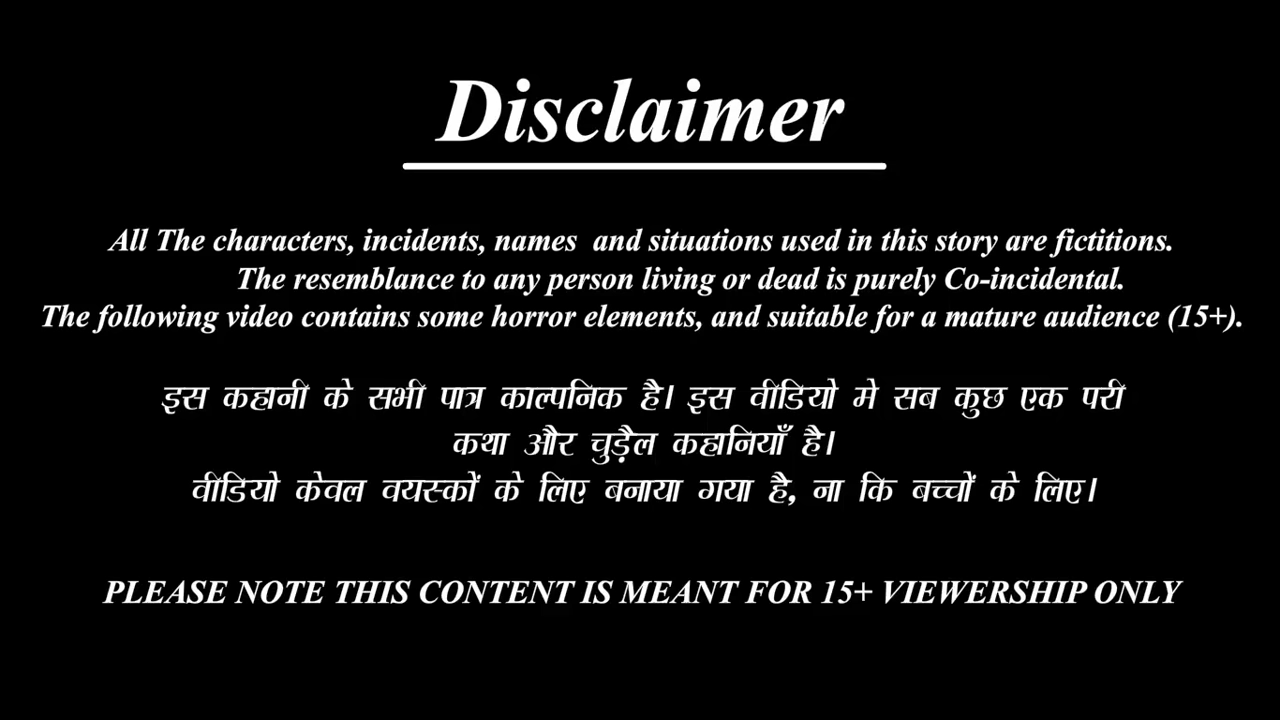 Disclaimer
All The characters, incidents, names and situations used in this story are fictitions.
The resemblance to any person living or dead is purely Co-incidental.
The following video contains some horror elements, and suitable for a mature audience (15+).
इस कहानी के सभी पात्र काल्पनिक है। इस वीडियो मे सब कुछ एक परी
कथा और चुड़ैल कहानियाँ है।
वीडियो केवल वयस्कों के लिए बनाया गया है, ना कि बच्चों के लिए।
PLEASE NOTE THIS CONTENT IS MEANT FOR 15+ VIEWERSHIP ONLY